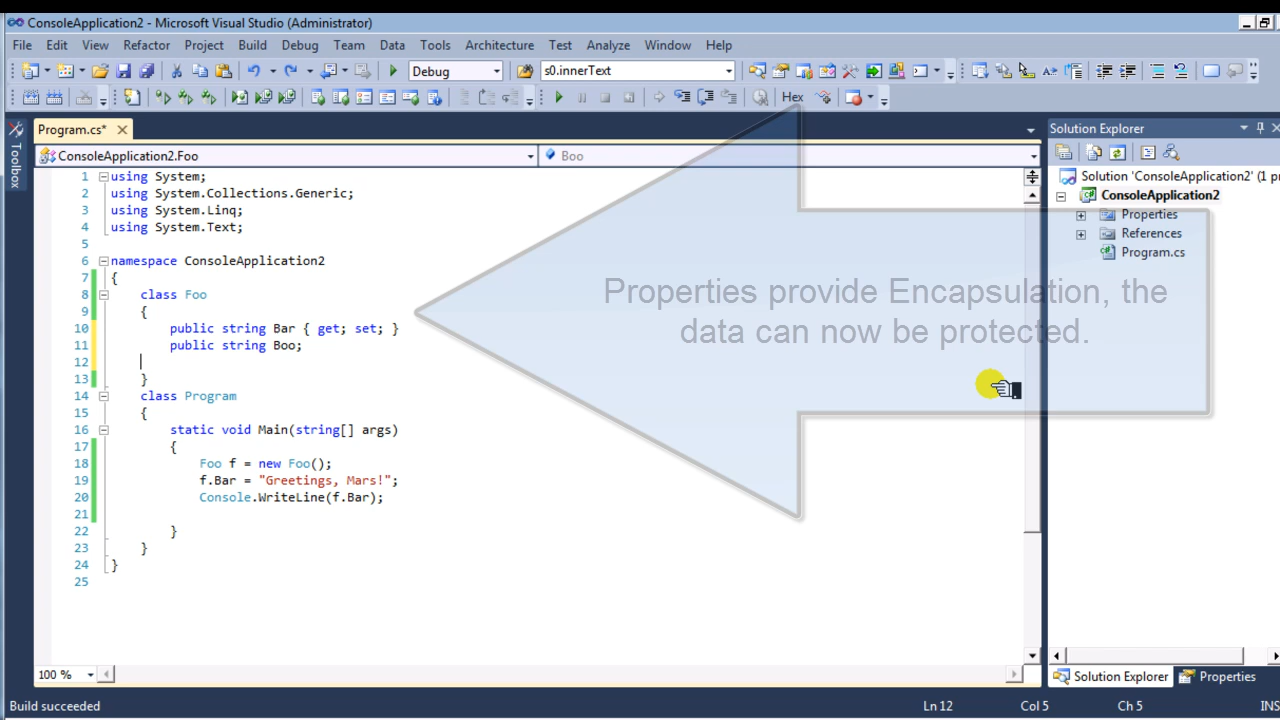 ConsoleApplication2 - Microsoft Visual Studio (Administrator)
File Edit View Refactor Project Build Debug Team Data Tools Architecture Test Analyze Window Help
Debug s0.innerText
Hex
Program.cs*
Toolbox
ConsoleApplication2.Foo
Boo
1 using System;
2 using System.Collections.Generic;
3 using System.Linq;
4 using System.Text;
5
6 namespace ConsoleApplication2
7 {
8 class Foo
9 {
10 public string Bar { get; set; }
11 public string Boo;
12
13 }
14 class Program
15 {
16 static void Main(string[] args)
17 {
18 Foo f = new Foo();
19 f.Bar = "Greetings, Mars!";
20 Console.WriteLine(f.Bar);
21
22 }
23 }
24 }
25
Properties provide Encapsulation, the
data can now be protected.
Solution Explorer
Solution 'ConsoleApplication2' (1 pr
ConsoleApplication2
Properties
References
Program.cs
100 %
Solution Explorer Properties
Build succeeded Ln 12 Col 5 Ch 5 INS